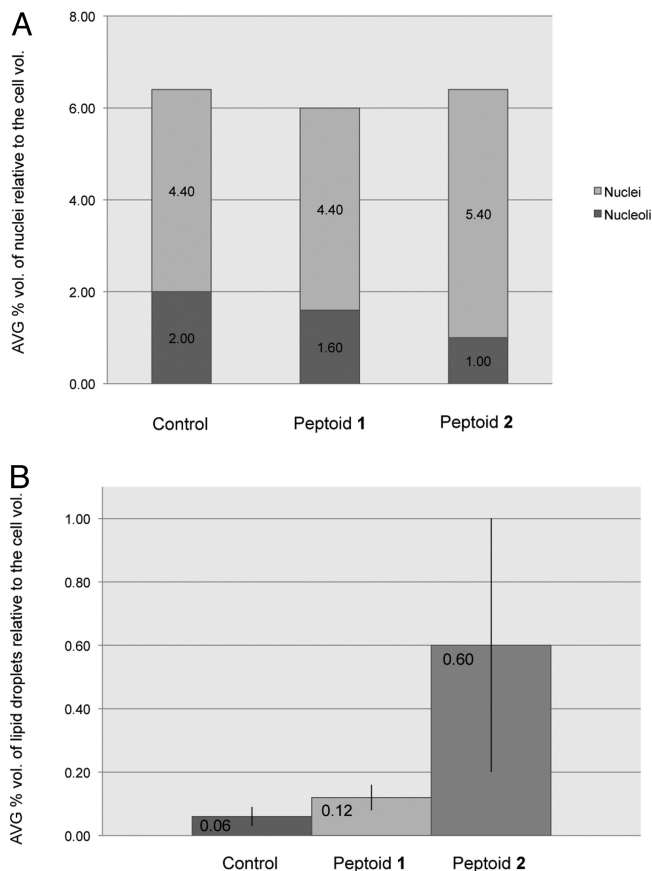 A
AVG % vol. of nuclei relative to the cell vol.
8.00
6.00
4.00
2.00
0.00
4.40
4.40
5.40
2.00
1.60
1.00
Nuclei
Nucleoli
Control
Peptoid 1
Peptoid 2
B
AVG % vol. of lipid droplets relative to the cell vol.
1.00
0.80
0.60
0.40
0.20
0.00
0.06
0.12
0.60
Control
Peptoid 1
Peptoid 2